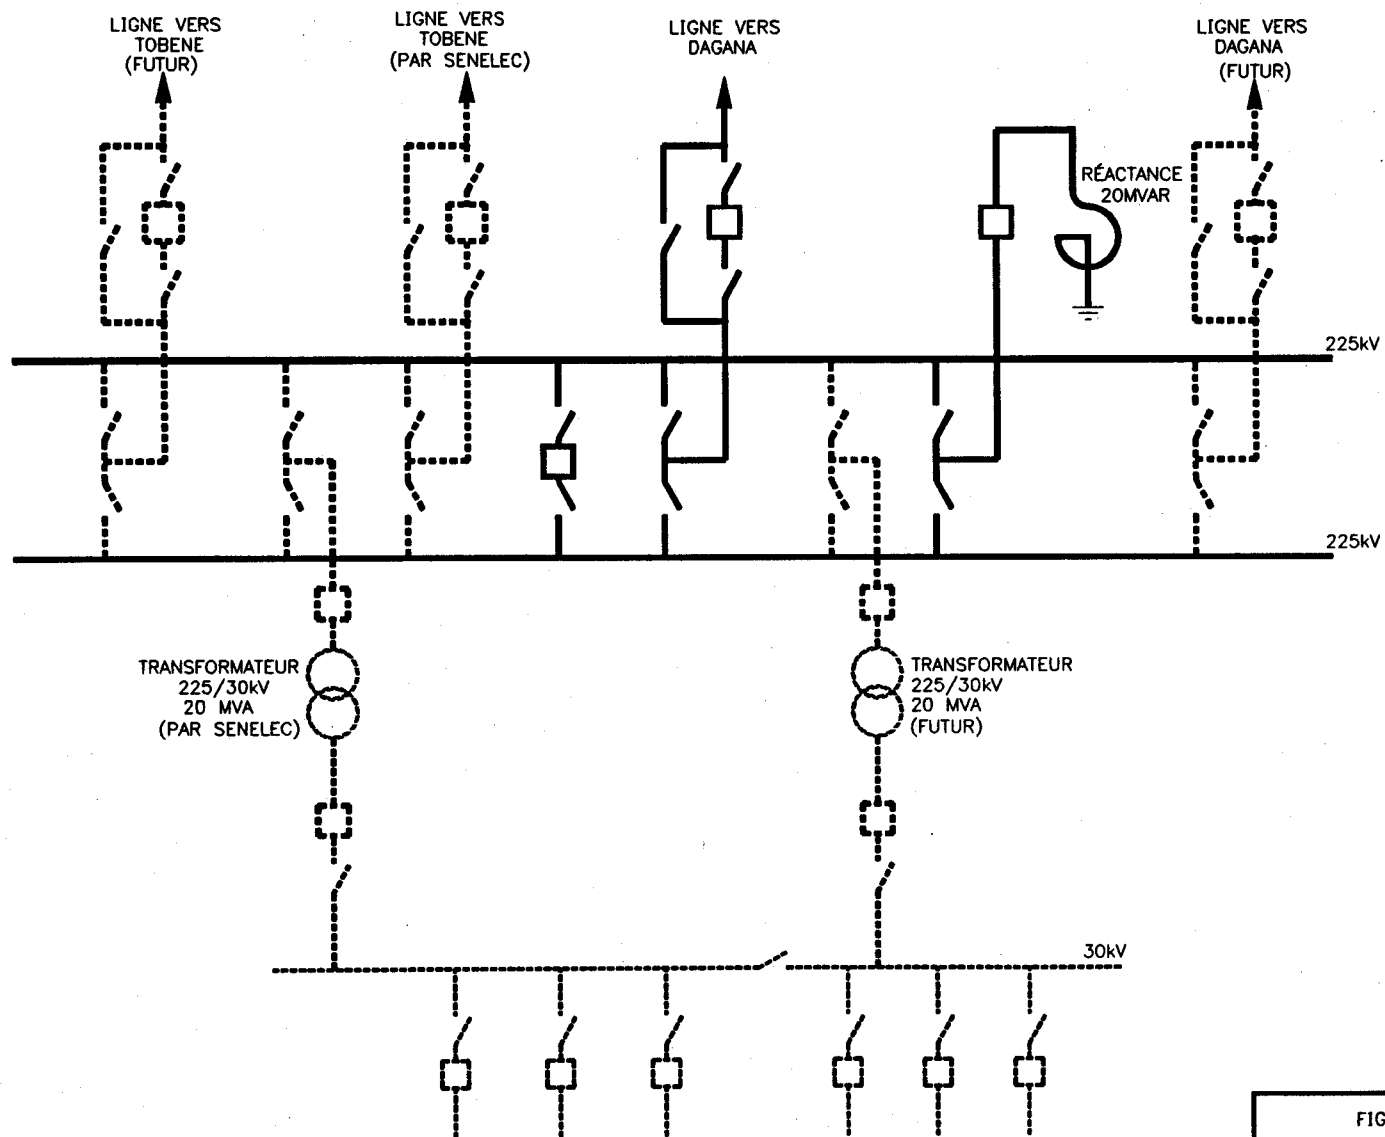 LIGNE VERS
TOBENE
(FUTUR)
LIGNE VERS
TOBENE
(PAR SENELEC)
LIGNE VERS
DAGANA
LIGNE VERS
DAGANA
(FUTUR)
RÉACTANCE
20MVAR
225kV
225kV
TRANSFORMATEUR
225/30kV
20 MVA
(PAR SENELEC)
TRANSFORMATEUR
225/30kV
20 MVA
(FUTUR)
30kV
FIG